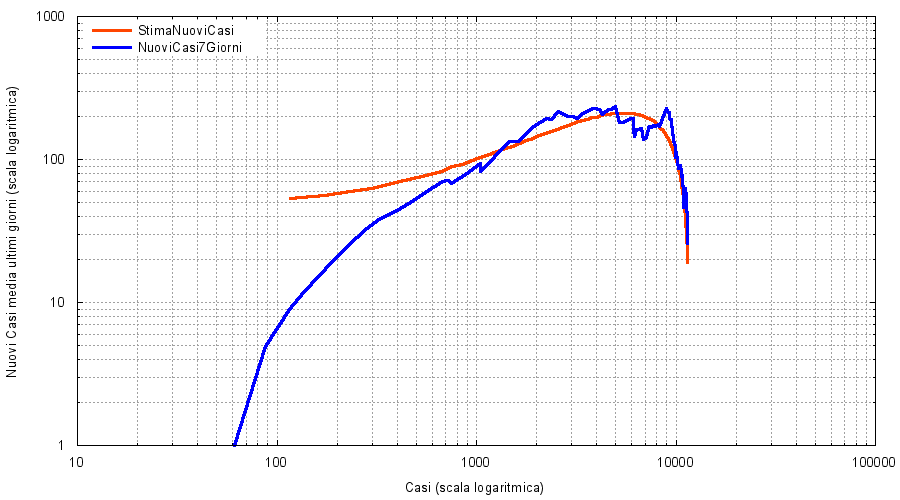 1000
StimaNuoviCasi
NuoviCasi7Giorni
100
10
1
Nuovi Casi media ultimi giorni (scala logaritmica)
10
100
1000
10000
100000
Casi (scala logaritmica)